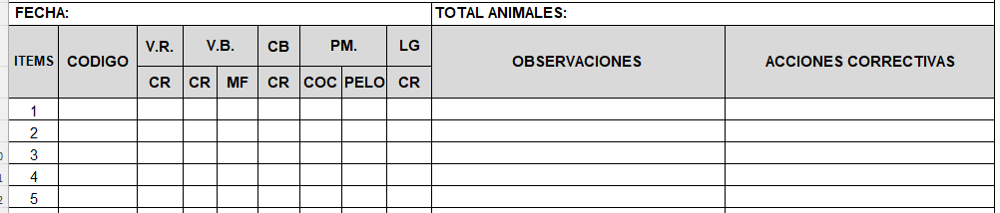 FECHA: TOTAL ANIMALES:
ITEMS CODIGO V.R. V.B. CB PM. LG OBSERVACIONES ACCIONES CORRECTIVAS
CR CR MF CR COC PELO CR
1
2
3
4
5